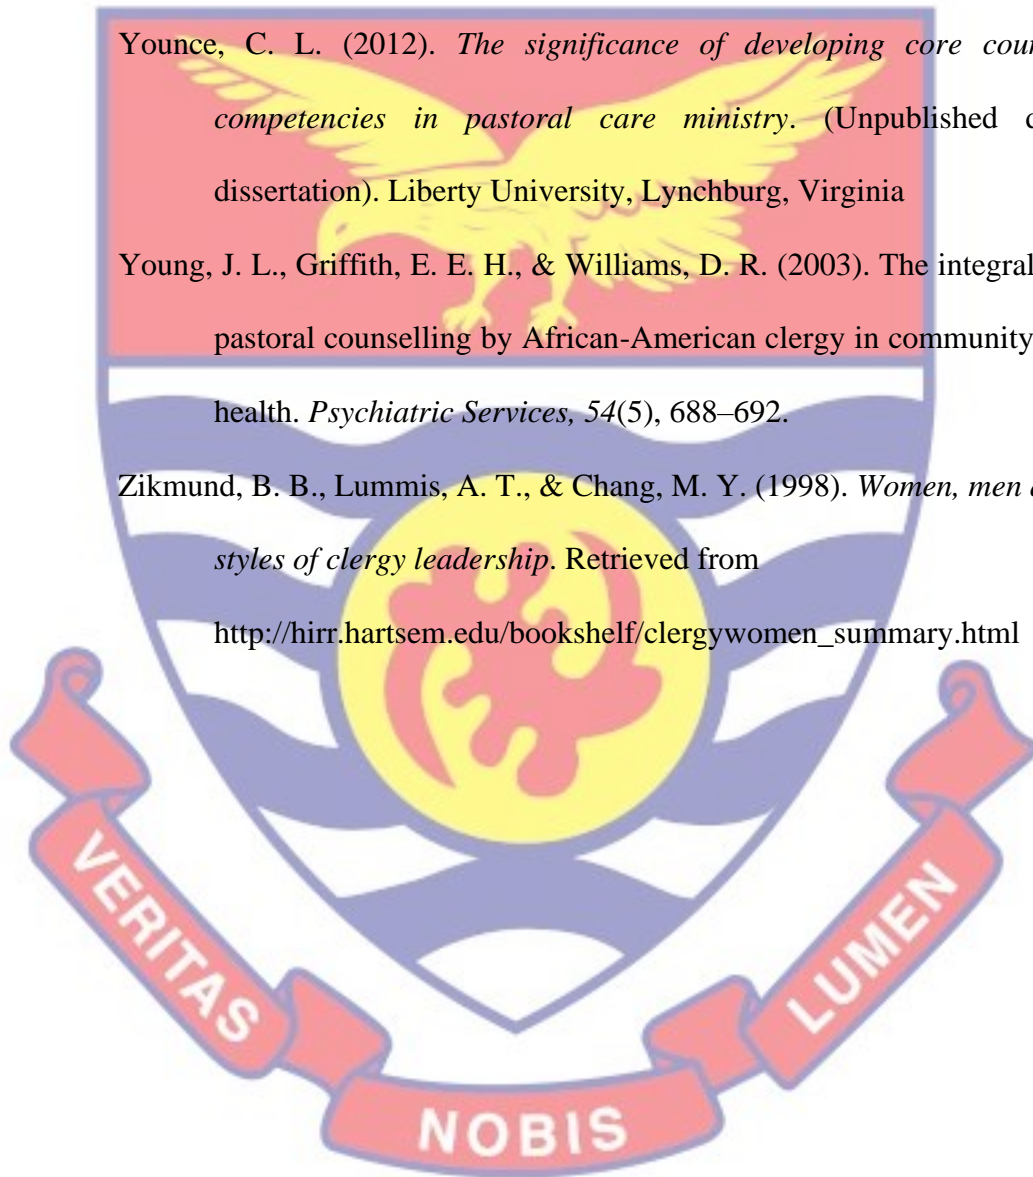 Younce, C. L. (2012). The significance of developing core
competencies in pastoral care ministry. (Unpublished
dissertation). Liberty University, Lynchburg, Virginia
Young, J. L., Griffith, E. E. H., & Williams, D. R. (2003). The integral
pastoral counselling by African-American clergy in community
health. Psychiatric Services, 54(5), 688–692.
Zikmund, B. B., Lummis, A. T., & Chang, M. Y. (1998). Women, men
styles of clergy leadership. Retrieved from
http://hirr.hartsem.edu/bookshelf/clergywomen_summary.html
VERITAS
NOBIS
LUMEN